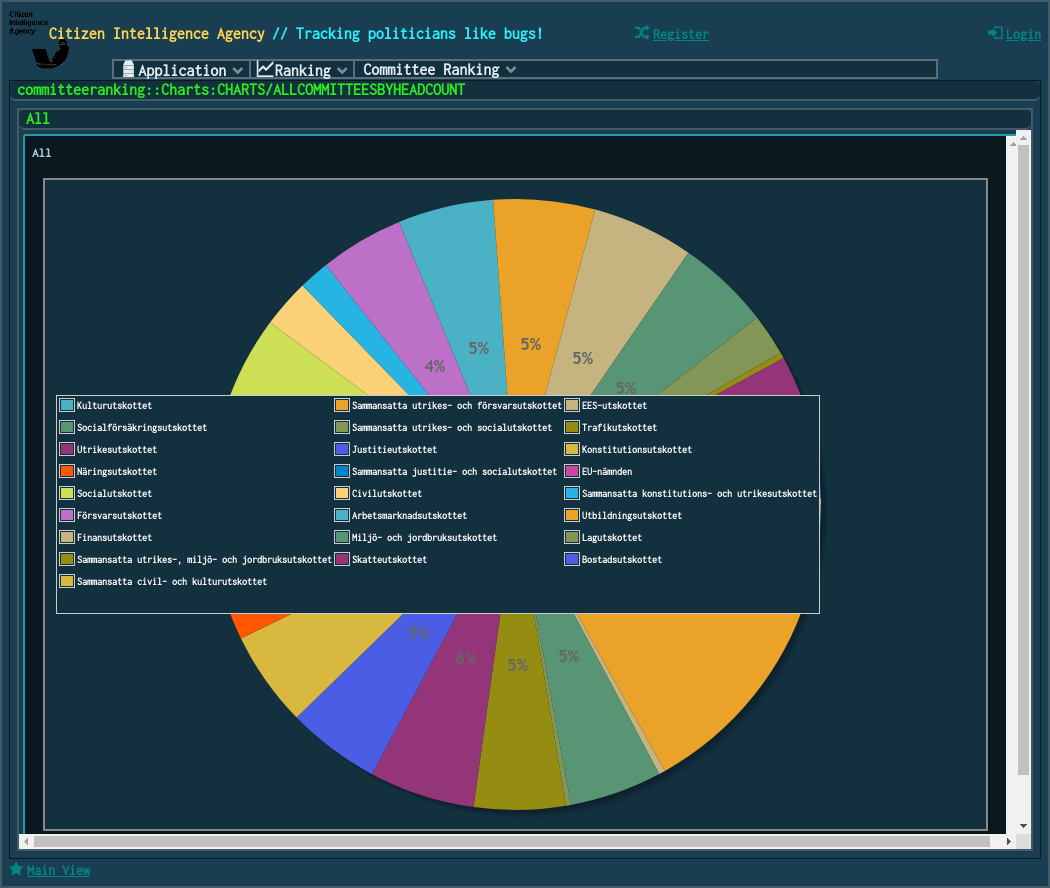 Citizen
Intelligence
Agency
Citizen Intelligence Agency // Tracking politicians like bugs!
Register
Login
Application
Ranking
Committee Ranking
committeeranking::Charts:CHARTS/ALLCOMMITTEESBYHEADCOUNT
All
All
5%
5%
5%
4%
5%
Kulturutskottet
Sammansatta utrikes- och försvarsutskottet
EES-utskottet
Socialförsäkringsutskottet
Sammansatta utrikes- och socialutskottet
Trafikutskottet
Utrikesutskottet
Justitieutskottet
Konstitutionsutskottet
Näringsutskottet
Sammansatta justitie- och socialutskottet
EU-nämnden
Socialutskottet
Civilutskottet
Sammansatta konstitutions- och utrikesutskottet
Försvarsutskottet
Arbetsmarknadsutskottet
Utbildningsutskottet
Finansutskottet
Miljö- och jordbruksutskottet
Lagutskottet
Sammansatta utrikes-, miljö- och jordbruksutskottet
Skatteutskottet
Bostadsutskottet
Sammansatta civil- och kulturutskottet
5%
6%
5%
5%
Main View